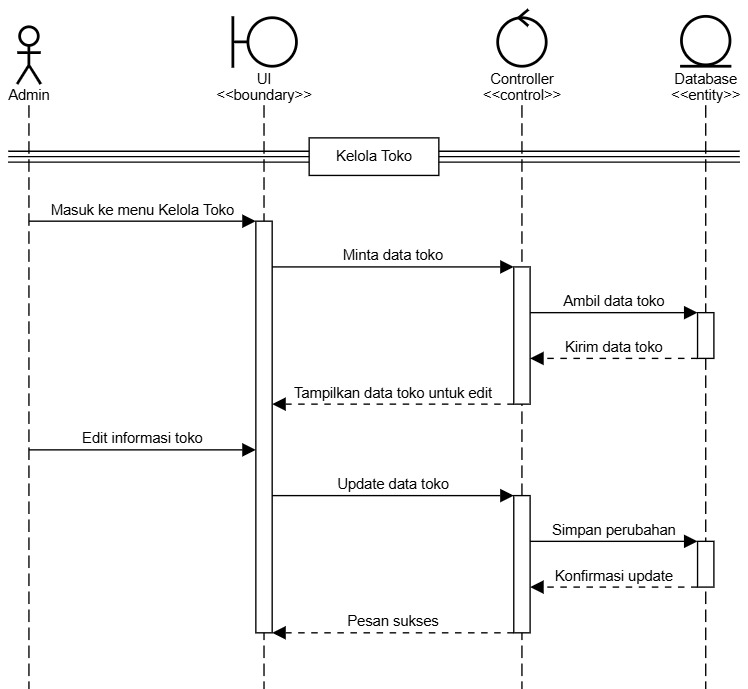 Admin
UI
<<boundary>>
Controller
<<control>>
Database
<<entity>>
Kelola Toko
Masuk ke menu Kelola Toko
Minta data toko
Ambil data toko
Kirim data toko
Tampilkan data toko untuk edit
Edit informasi toko
Update data toko
Simpan perubahan
Konfirmasi update
Pesan sukses